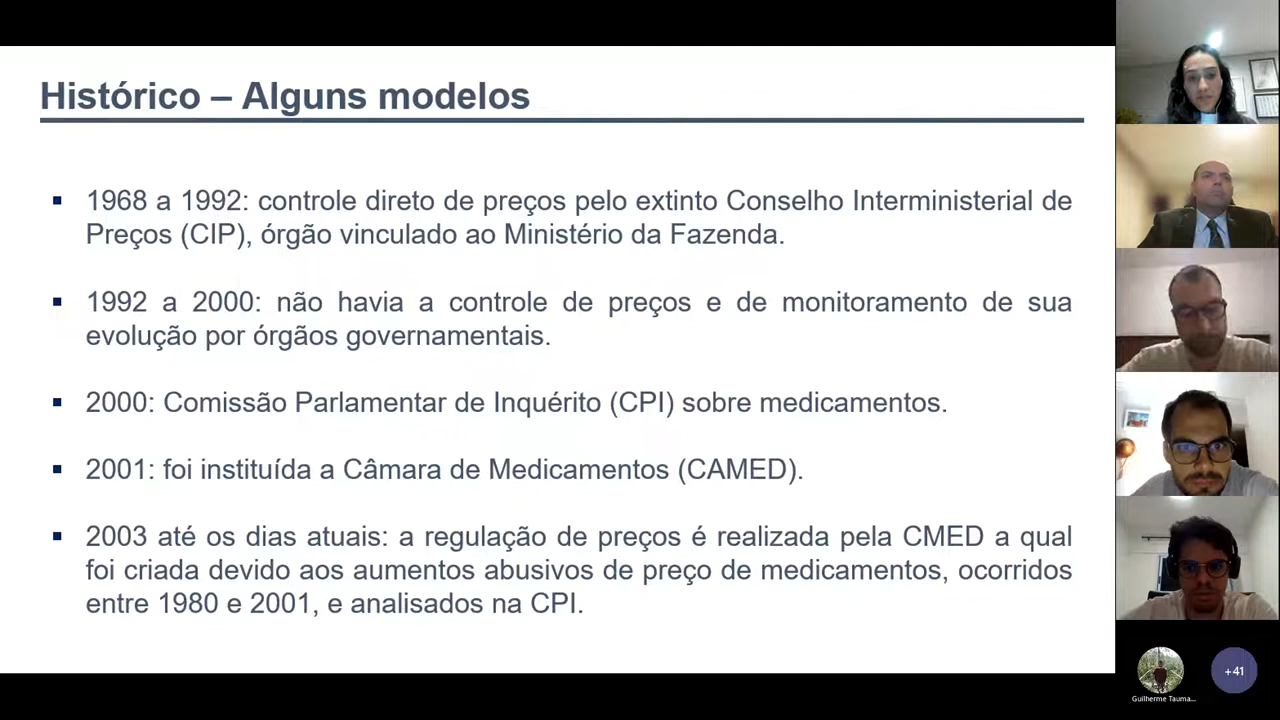 Histórico – Alguns modelos
▪ 1968 a 1992: controle direto de preços pelo extinto Conselho Interministerial de
Preços (CIP), órgão vinculado ao Ministério da Fazenda.
▪ 1992 a 2000: não havia a controle de preços e de monitoramento de sua
evolução por órgãos governamentais.
▪ 2000: Comissão Parlamentar de Inquérito (CPI) sobre medicamentos.
▪ 2001: foi instituída a Câmara de Medicamentos (CAMED).
▪ 2003 até os dias atuais: a regulação de preços é realizada pela CMED a qual
foi criada devido aos aumentos abusivos de preço de medicamentos, ocorridos
entre 1980 e 2001, e analisados na CPI.
Guilherme Tauma...
+41